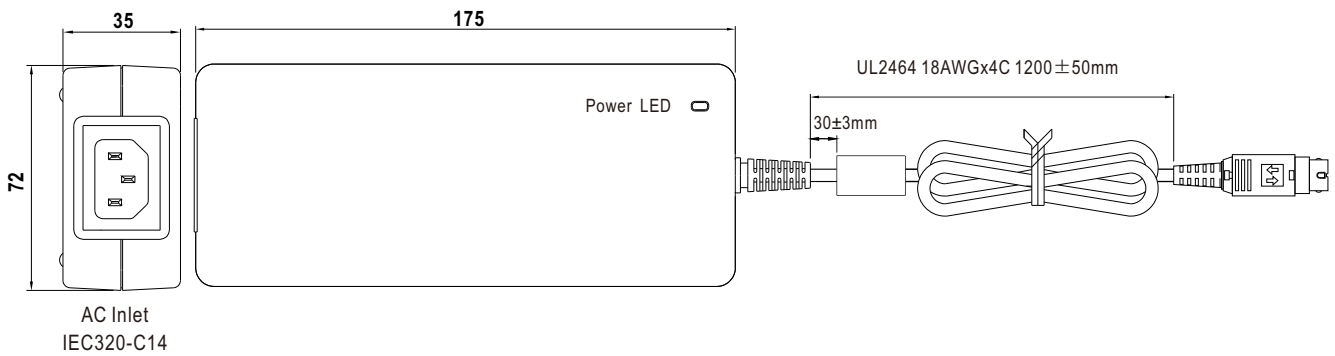 35
175
UL2464 18AWGx4C 1200±50mm
Power LED
30±3mm
72
AC Inlet
IEC320-C14